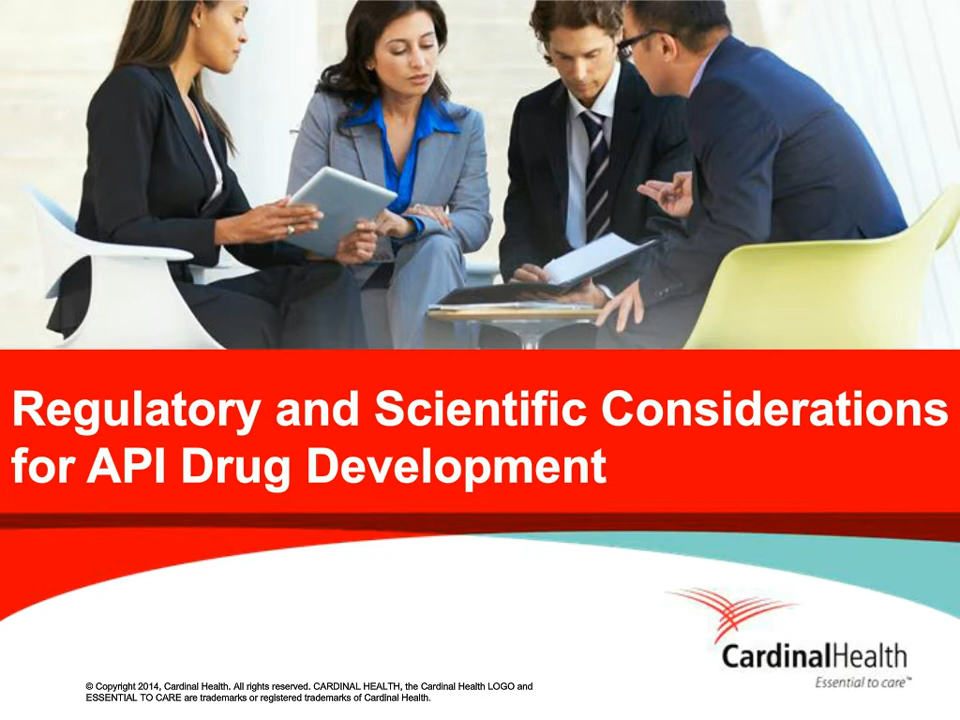 Regulatory and Scientific Considerations
for API Drug Development
CardinalHealth
Essential to care™
© Copyright 2014, Cardinal Health. All rights reserved. CARDINAL HEALTH, the Cardinal Health LOGO and
ESSENTIAL TO CARE are trademarks or registered trademarks of Cardinal Health.